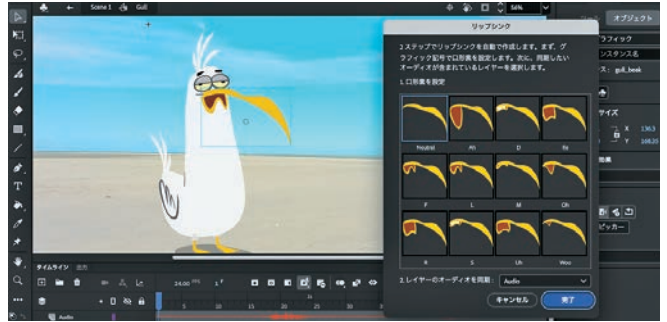 Scene 1
Gull
56%
リップシンク
オブジェクト
2 ステップでリップシンクを自動で作成します。まず、グ
ラフィック記号で口形素を設定します。次に、同期したい
オーディオが含まれているレイヤーを選択します。
1. 口形素を設定
Neutral
Ah
D
Ee
F
L
M
Oh
R
S
Uh
Woo
2.レイヤーのオーディオを同期:
Audio
キャンセル
完了
ラフィック
ンスタンス名
ス: gull_beak
サイズ
X
Y
ピッカー
タイムライン
出力
24.00 FPS
1 F
Audio